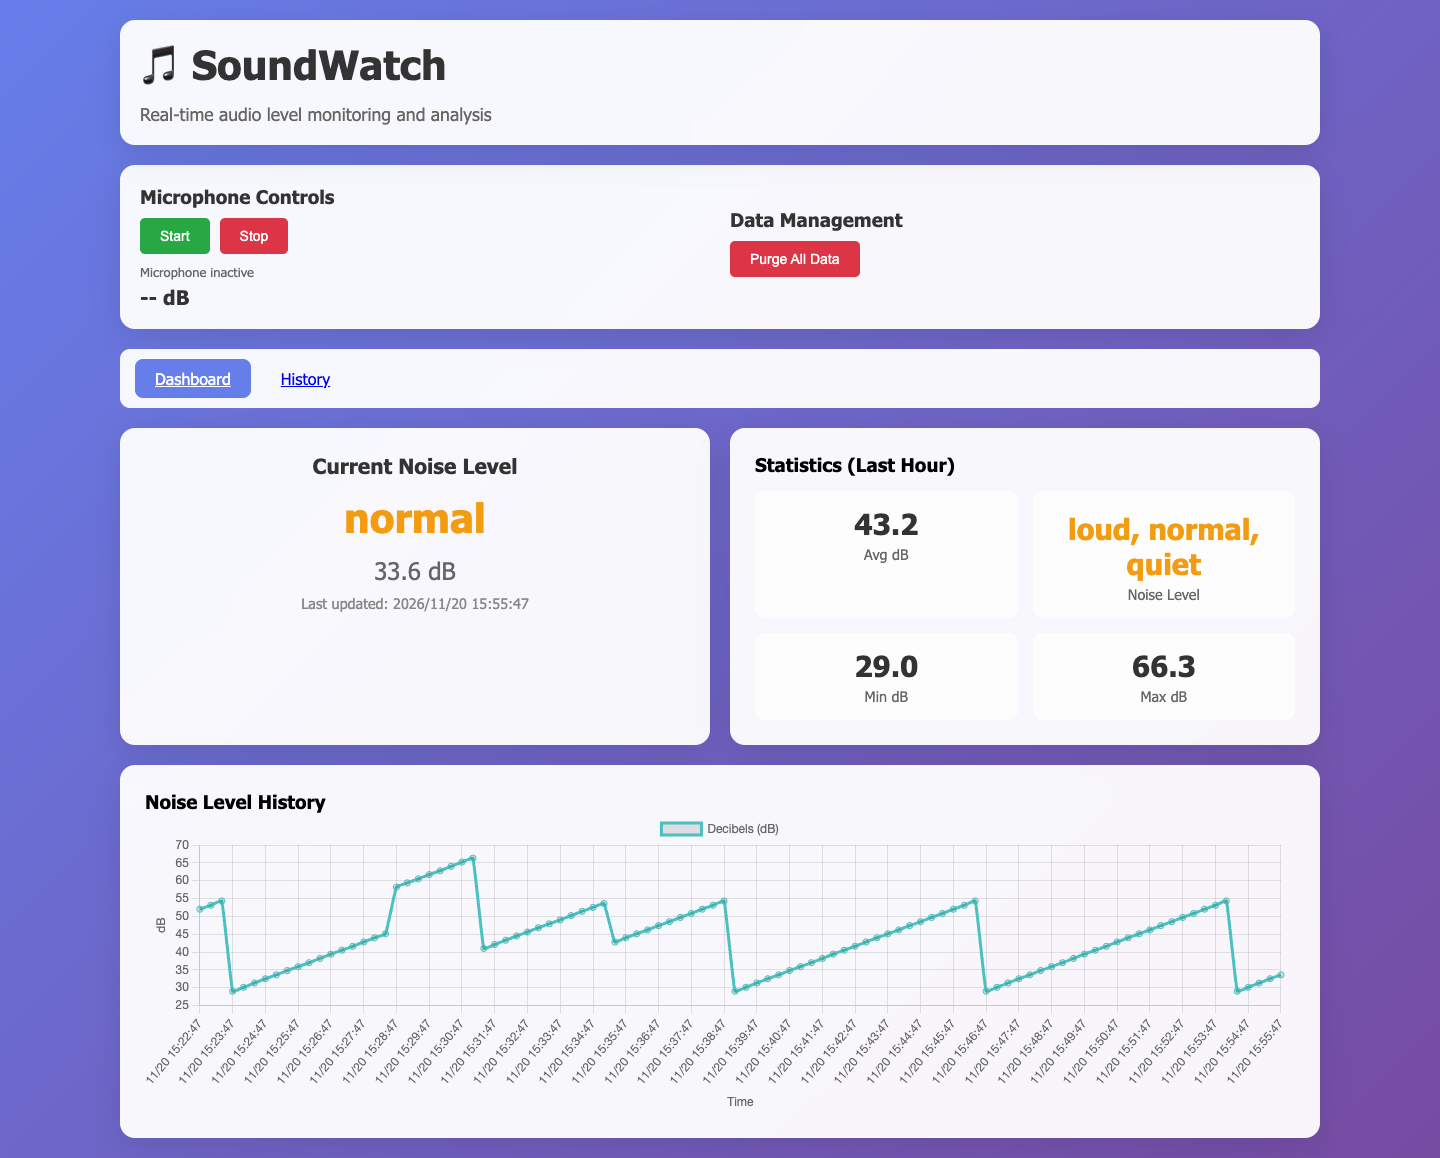 🎵 SoundWatch
Real-time audio level monitoring and analysis
Microphone Controls
Start
Stop
Microphone inactive
-- dB
Data Management
Purge All Data
Dashboard
History
Current Noise Level
normal
33.6 dB
Last updated: 2026/11/20 15:55:47
Statistics (Last Hour)
43.2
Avg dB
loud, normal,
quiet
Noise Level
29.0
Min dB
66.3
Max dB
Noise Level History
Decibels (dB)
70
65
60
55
50
45
40
35
30
25
dB
11/20 15:22:47
11/20 15:23:47
11/20 15:24:47
11/20 15:25:47
11/20 15:26:47
11/20 15:27:47
11/20 15:28:47
11/20 15:29:47
11/20 15:30:47
11/20 15:31:47
11/20 15:32:47
11/20 15:33:47
11/20 15:34:47
11/20 15:35:47
11/20 15:36:47
11/20 15:37:47
11/20 15:38:47
11/20 15:39:47
11/20 15:40:47
11/20 15:41:47
11/20 15:42:47
11/20 15:43:47
11/20 15:44:47
11/20 15:45:47
11/20 15:46:47
11/20 15:47:47
11/20 15:48:47
11/20 15:49:47
11/20 15:50:47
11/20 15:51:47
11/20 15:52:47
11/20 15:53:47
11/20 15:54:47
11/20 15:55:47
Time